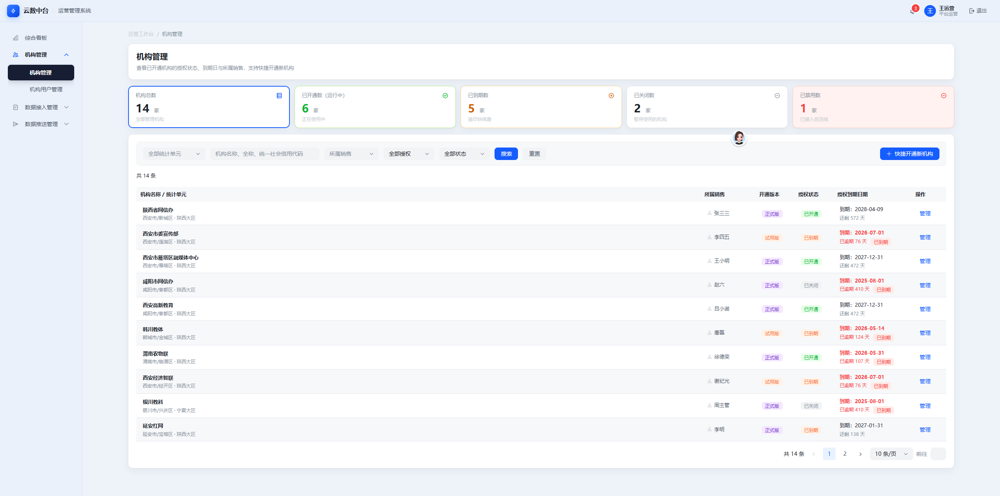 云数中台 运营管理系统 3 王 王运营 平台运营 退出
综合看板
机构管理
机构管理
机构用户管理
数据接入管理
数据推送管理
运营工作台 / 机构管理
机构管理
查看已开通机构的授权状态、到期日与所属销售，支持快捷开通新机构
机构总数
14 家
全部管理机构
已开通数（运行中）
6 家
正在使用中
已到期数
5 家
请尽快续费
已关闭数
2 家
暂停使用的机构
已禁用数
1 家
已接入但冻结
全部统计单元 机构名称、全称、统一社会信用代码 所属销售 全部授权 全部状态 搜索 重置 快捷开通新机构
共 14 条
机构名称 / 统计单元 所属销售 开通版本 授权状态 授权到期日期 操作
陕西省网信办 张三三 正式版 已开通 到期：2028-04-09 管理
西安市/新城区 · 陕西大区 还剩 572 天
西安市委宣传部 李四五 试用版 已到期 到期：2026-07-01 管理
西安市/莲湖区 · 陕西大区 已逾期 76 天 已到期
西安市雁塔区融媒体中心 王小明 正式版 已开通 到期：2027-12-31 管理
西安市/雁塔区 · 陕西大区 还剩 472 天
咸阳市网信办 赵六 正式版 已关闭 到期：2025-08-01 管理
咸阳市/秦都区 · 陕西大区 已逾期 410 天 已到期
西安高新教育 吕小诺 正式版 已开通 到期：2027-12-31 管理
咸阳市/秦都区 · 陕西大区 还剩 472 天
韩川教体 唐磊 试用版 已到期 到期：2026-05-14 管理
韩城市/金城区 · 陕西大区 已逾期 124 天 已到期
渭南农物联 徐德荣 正式版 已开通 到期：2026-05-31 管理
渭南市/临渭区 · 陕西大区 已逾期 107 天 已到期
西安经济智联 谢纪光 试用版 已到期 到期：2026-07-01 管理
西安市/经开区 · 陕西大区 已逾期 76 天 已到期
银川教科 周主管 正式版 已关闭 到期：2025-08-01 管理
银川市/兴庆区 · 宁夏大区 已逾期 410 天 已到期
延安红网 李明 正式版 已到期 到期：2027-01-31 管理
延安市/宝塔区 · 陕西大区 还剩 138 天
共 14 条 1 2 10 条/页 前往